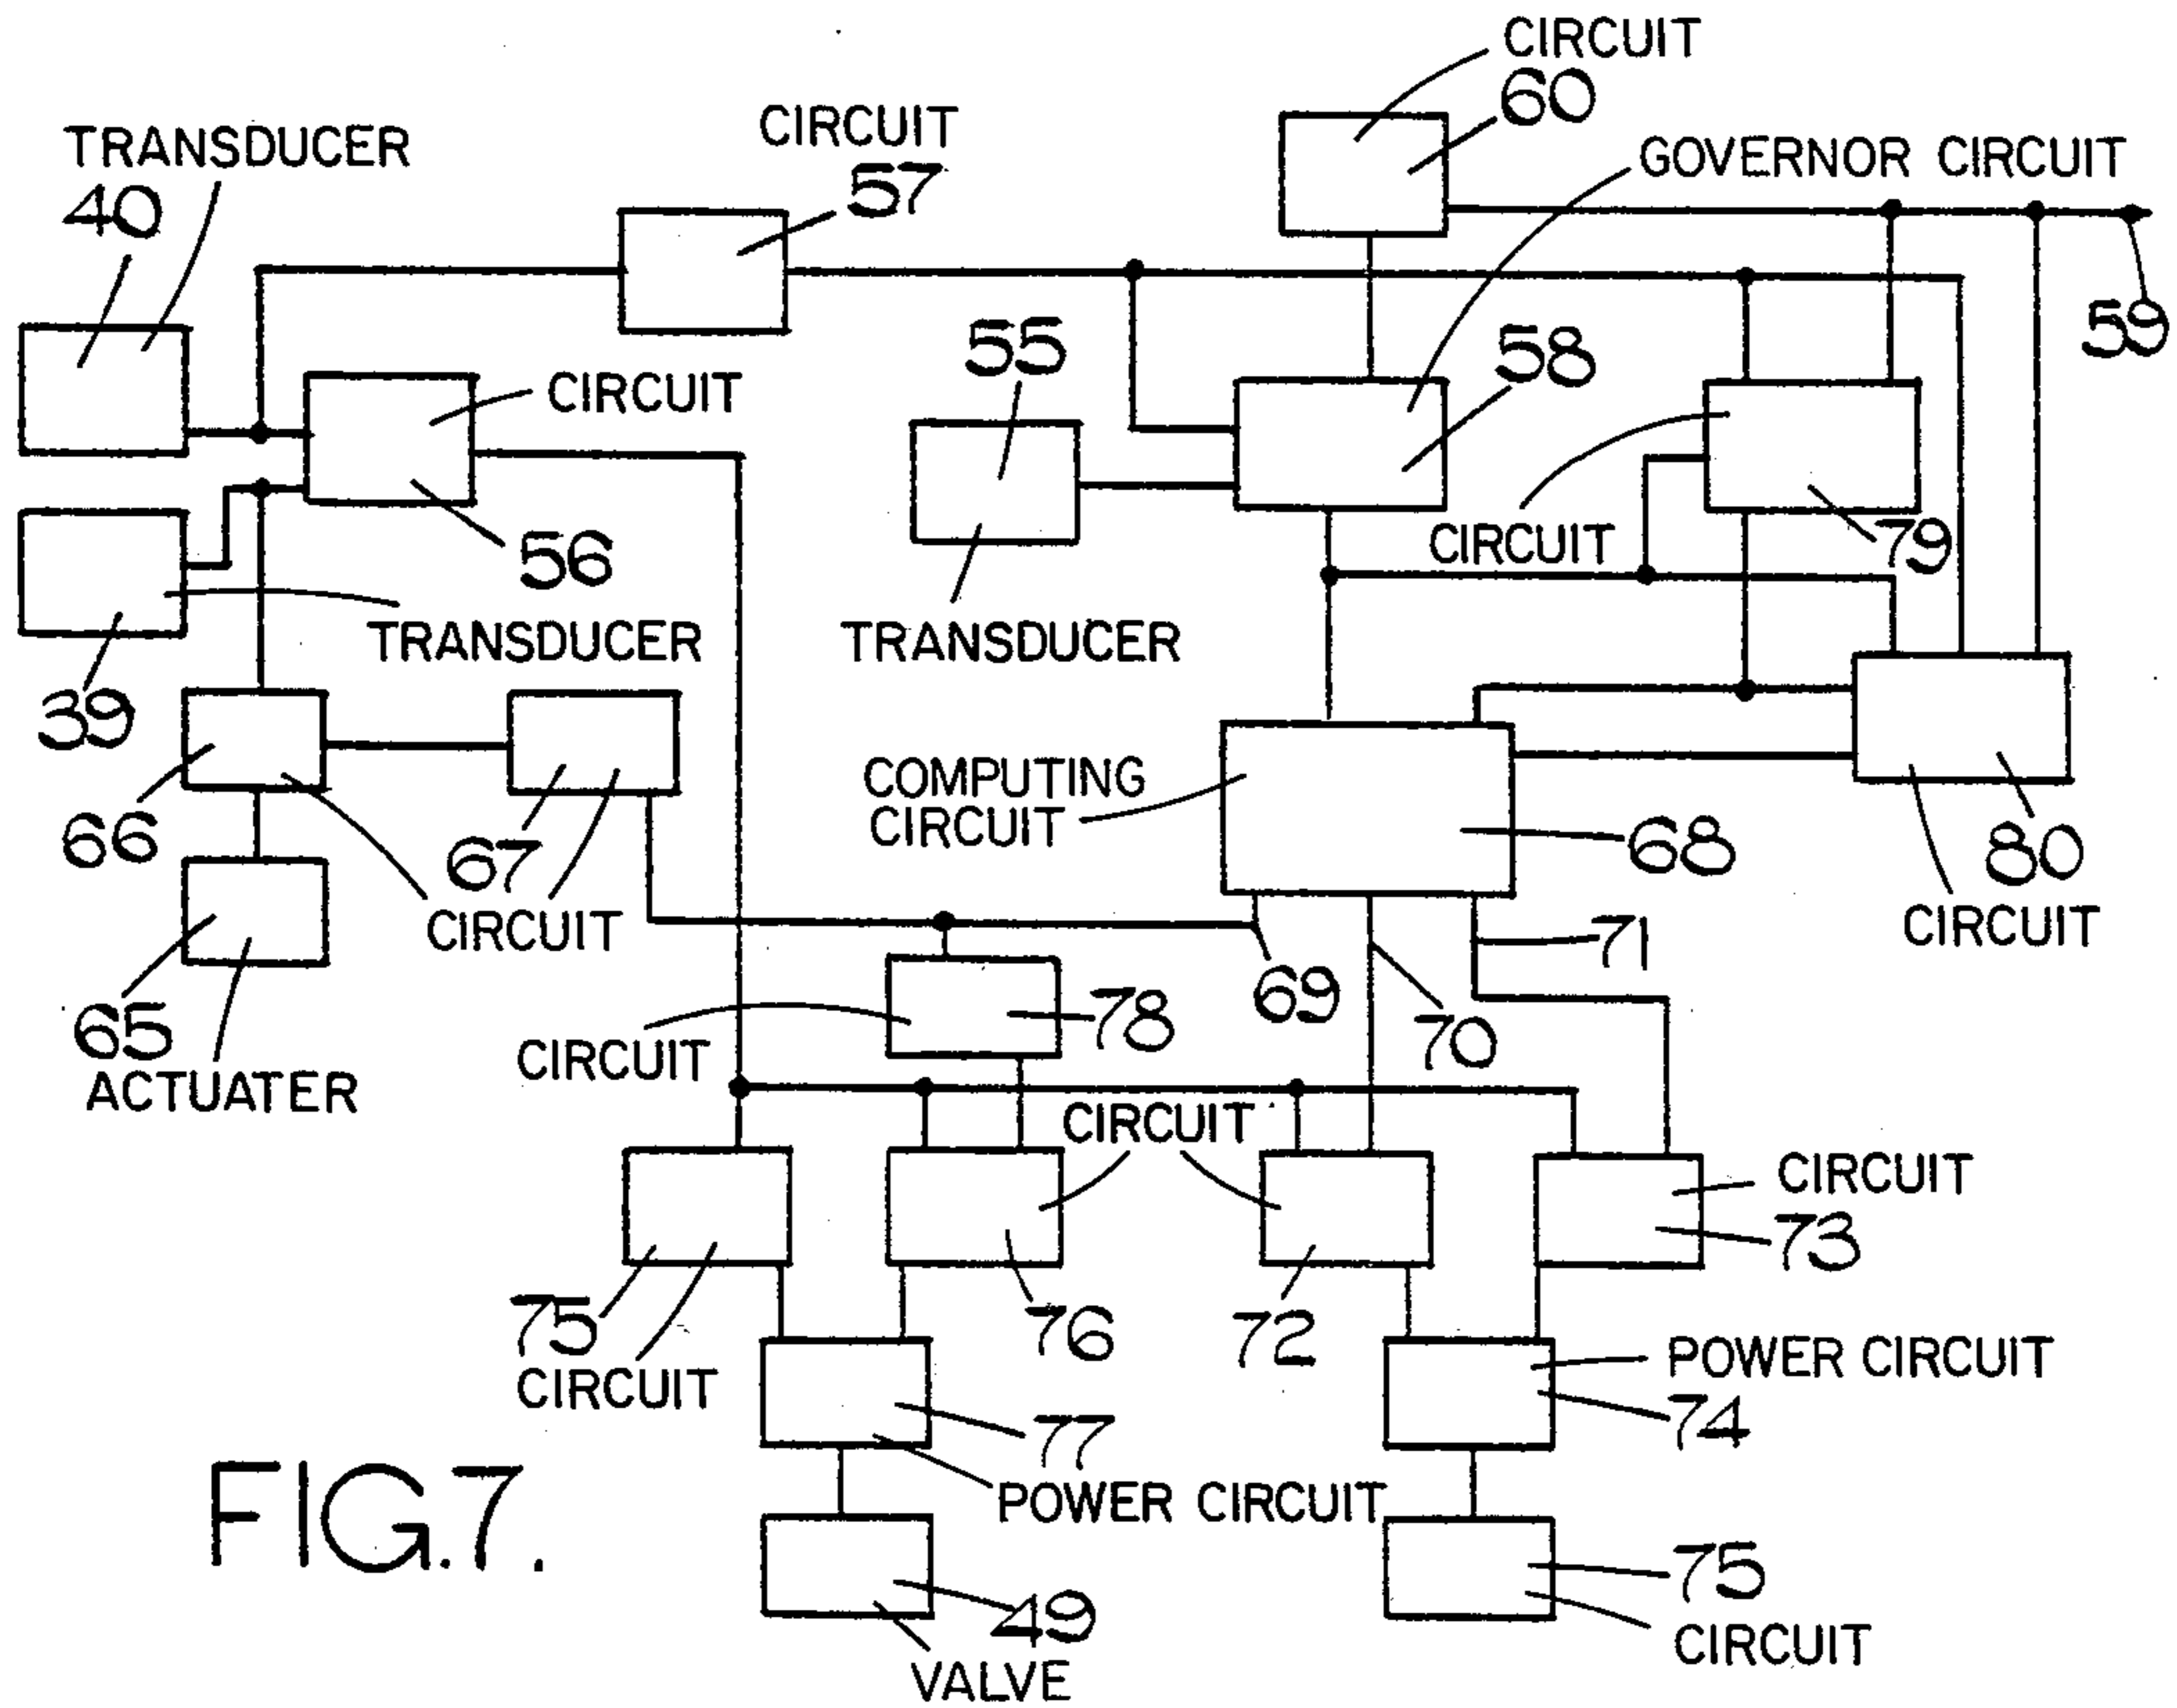 CIRCUIT
60
TRANSDUCER
40
CIRCUIT
57
GOVERNOR CIRCUIT
59
55
58
CIRCUIT
56
CIRCUIT
79
TRANSDUCER
TRANSDUCER
39
COMPUTING
CIRCUIT
66
67
68
80
CIRCUIT
CIRCUIT
71
65
ACTUATER
CIRCUIT
78
69
70
CIRCUIT
CIRCUIT
73
75
CIRCUIT
76
72
POWER CIRCUIT
74
77
POWER CIRCUIT
FIG.7.
49
VALVE
75
CIRCUIT